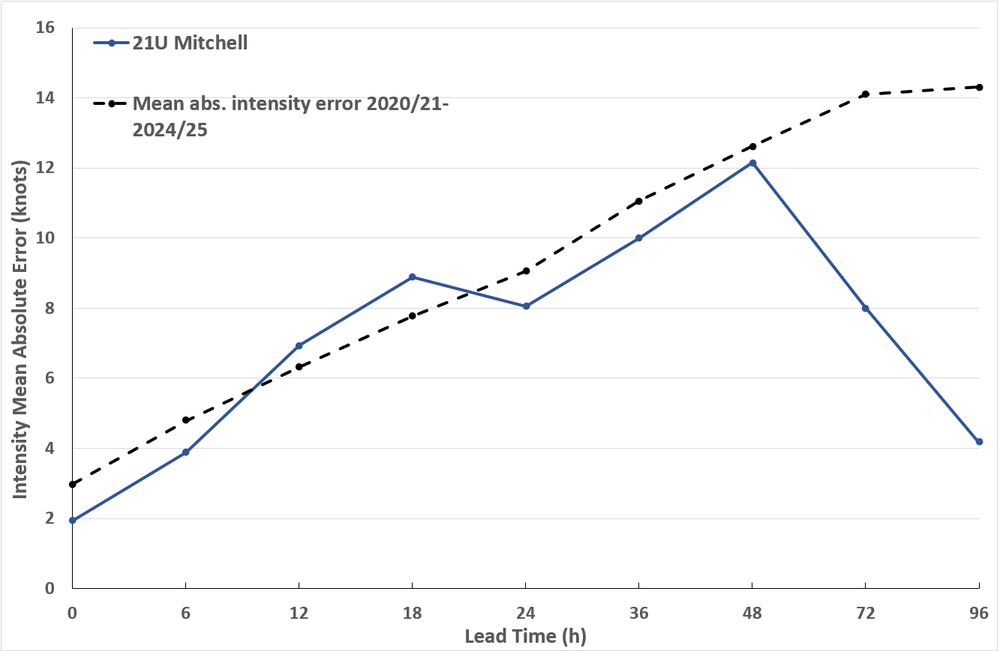 16
14
12
10
8
6
4
2
0
Intensity Mean Absolute Error (knots)
21U Mitchell
Mean abs. intensity error 2020/21-
2024/25
0 6 12 18 24 36 48 72 96
Lead Time (h)